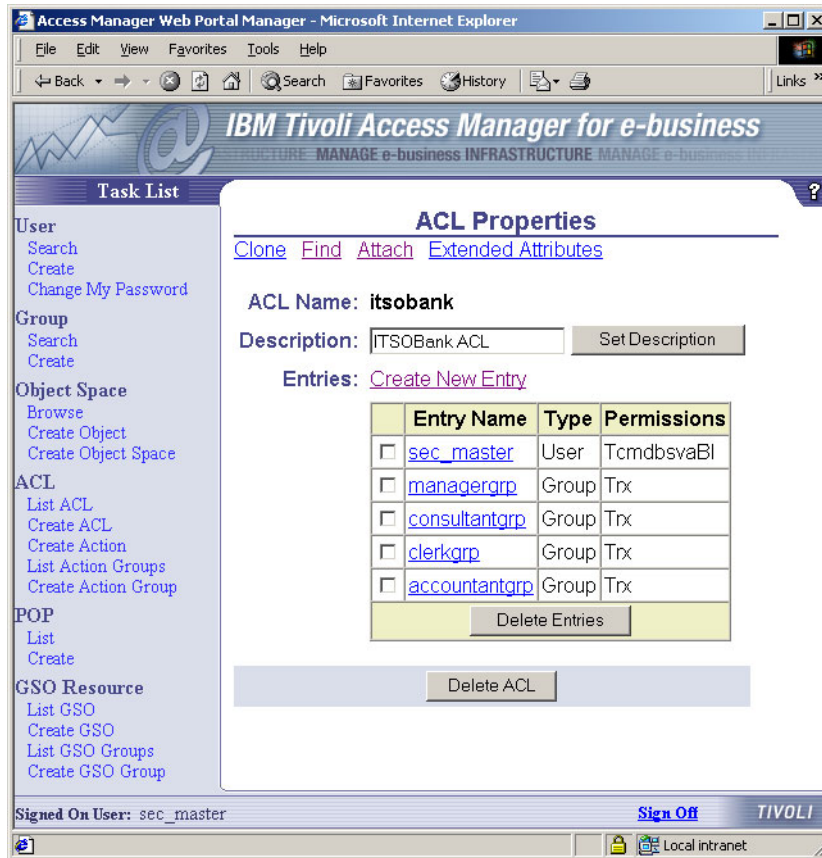 Access Manager Web Portal Manager - Microsoft Internet Explorer
File Edit View Favorites Tools Help
Back Search Favorites History Links »
IBM Tivoli Access Manager for e-business
STRUCTURE MANAGE e-business INFRASTRUCTURE MANAGE e-business
Task List
?
User
Search
Create
Change My Password
Group
Search
Create
Object Space
Browse
Create Object
Create Object Space
ACL
List ACL
Create ACL
Create Action
List Action Groups
Create Action Group
POP
List
Create
GSO Resource
List GSO
Create GSO
List GSO Groups
Create GSO Group
ACL Properties
Clone Find Attach Extended Attributes
ACL Name: itsobank
Description: ITSOBank ACL Set Description
Entries: Create New Entry
Entry Name Type Permissions
sec_master User TcmdbsvaBl
managergrp Group Trx
consultantgrp Group Trx
clerkgrp Group Trx
accountantgrp Group Trx
Delete Entries
Delete ACL
Signed On User: sec_master Sign Off TIVOLI
Local intranet